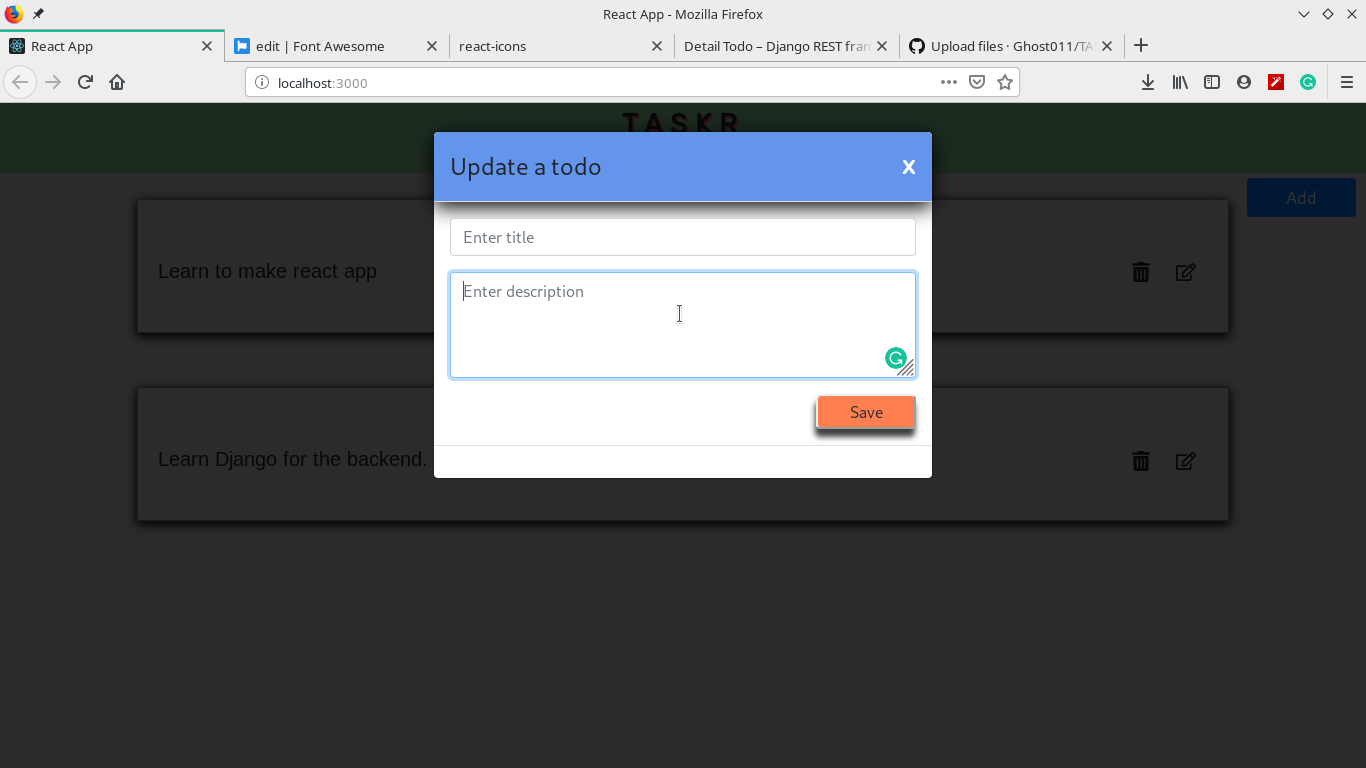 React App - Mozilla Firefox
React App
edit | Font Awesome
react-icons
Detail Todo – Django REST fran
Upload files · Ghost011/TA
localhost:3000
TASKR
Update a todo
X
Add
Enter title
Learn to make react app
Enter description
Save
Learn Django for the backend.